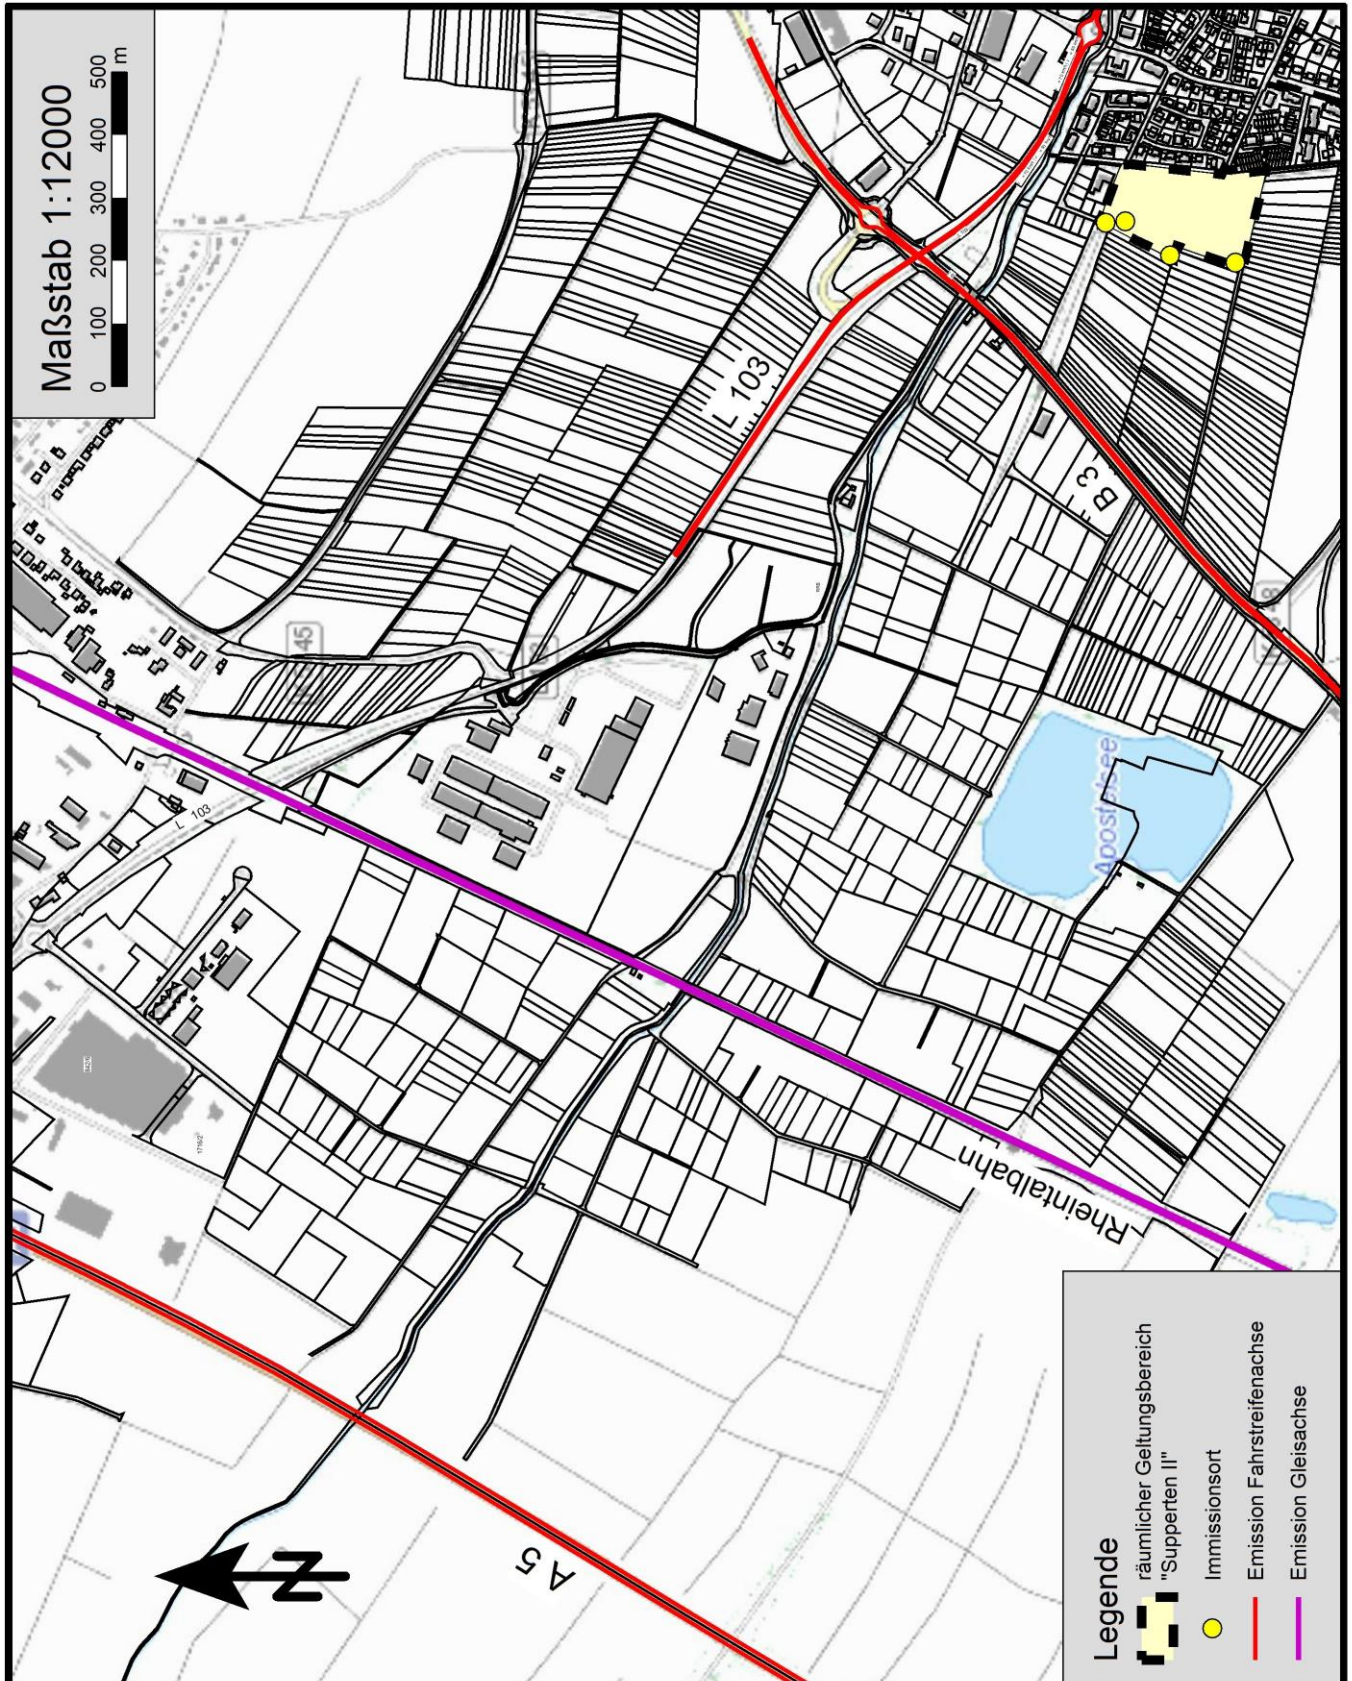 Maßstab 1:12000
0 100 200 300 400 500 m
L 103
B 3
45
L 103
Apostelsee
Rheintalbahn
A 5
N
Legende
räumlicher Geltungsbereich
"Supperten II"
Immissionsort
Emission Fahrstreifenachse
Emission Gleisachse